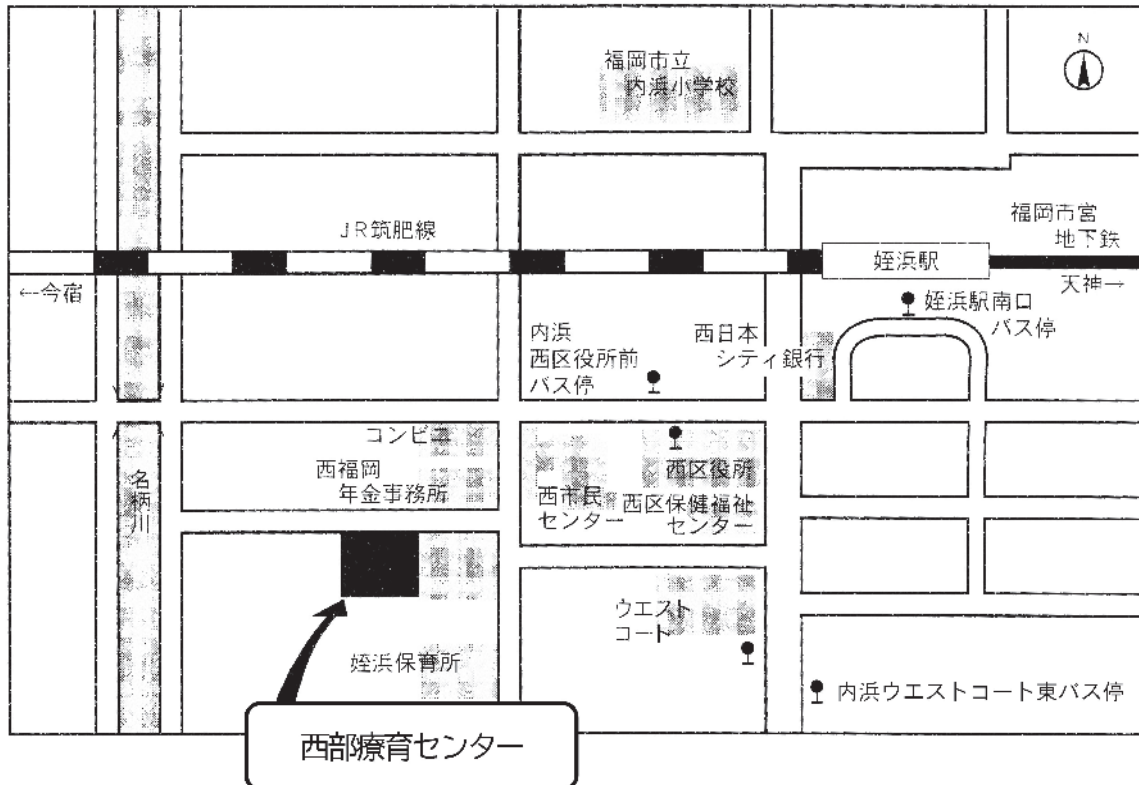 N
福岡市立
内浜小学校
JR筑肥線
福岡市営
地下鉄
姪浜駅
←今宿
天神→
姪浜駅南口
バス停
内浜
西区役所前
バス停
西日本
シティ銀行
コンビニ
西福岡
年金事務所
名柄川
西市民
センター
西区役所
西区保健福祉
センター
ウエスト
コート
姪浜保育所
内浜ウエストコート東バス停
西部療育センター